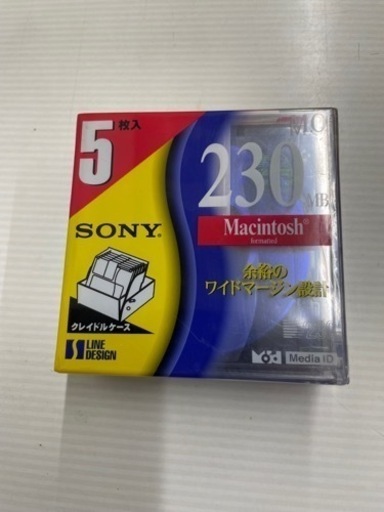 5
枚入
SONY
クレイドルケース
LINE
DESIGN
MO
230 MB
Macintosh
formatted
余裕の
ワイドマージン設計
Media ID